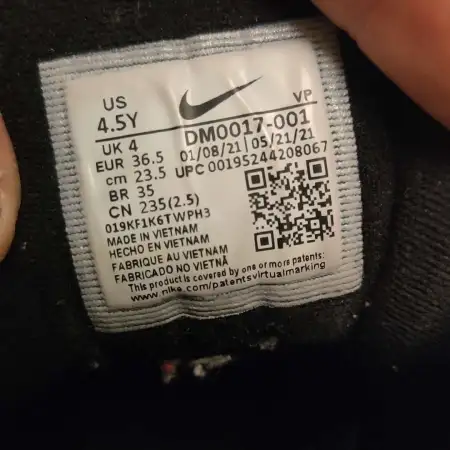 US
4.5Y
VP
UK 4
DM0017-001
EUR 36.5
01/08/21 05/21/21
cm 23.5
UPC 00195244208067
BR 35
CN 235(2.5)
019KF1K6TWPH3
MADE IN VIETNAM
HECHO EN VIETNAM
FABRIQUE AU VIETNAM
FABRICADO NO VIETNÃ
This product is covered by one or more patents:
www.nike.com/patentsvirtualmarking